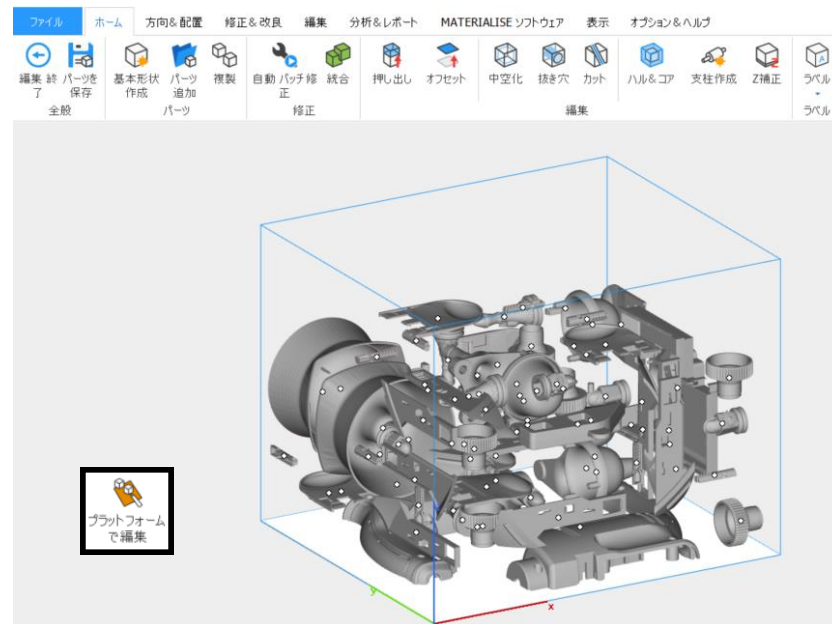 ファイル ホーム 方向&配置 修正&改良 編集 分析&レポート MATERIALISE ソフトウェア 表示 オプション&ヘルプ
編集 終 パーツを 基本形状 パーツ 複製 自動 パッチ修 統合 押し出し オフセット 中空化 抜き穴 カット ハル&コア 支柱作成 Z補正 ラベル
了 保存 作成 追加 正
全般 パーツ 修正 編集 ラベル
プラットフォーム
で編集
y
x